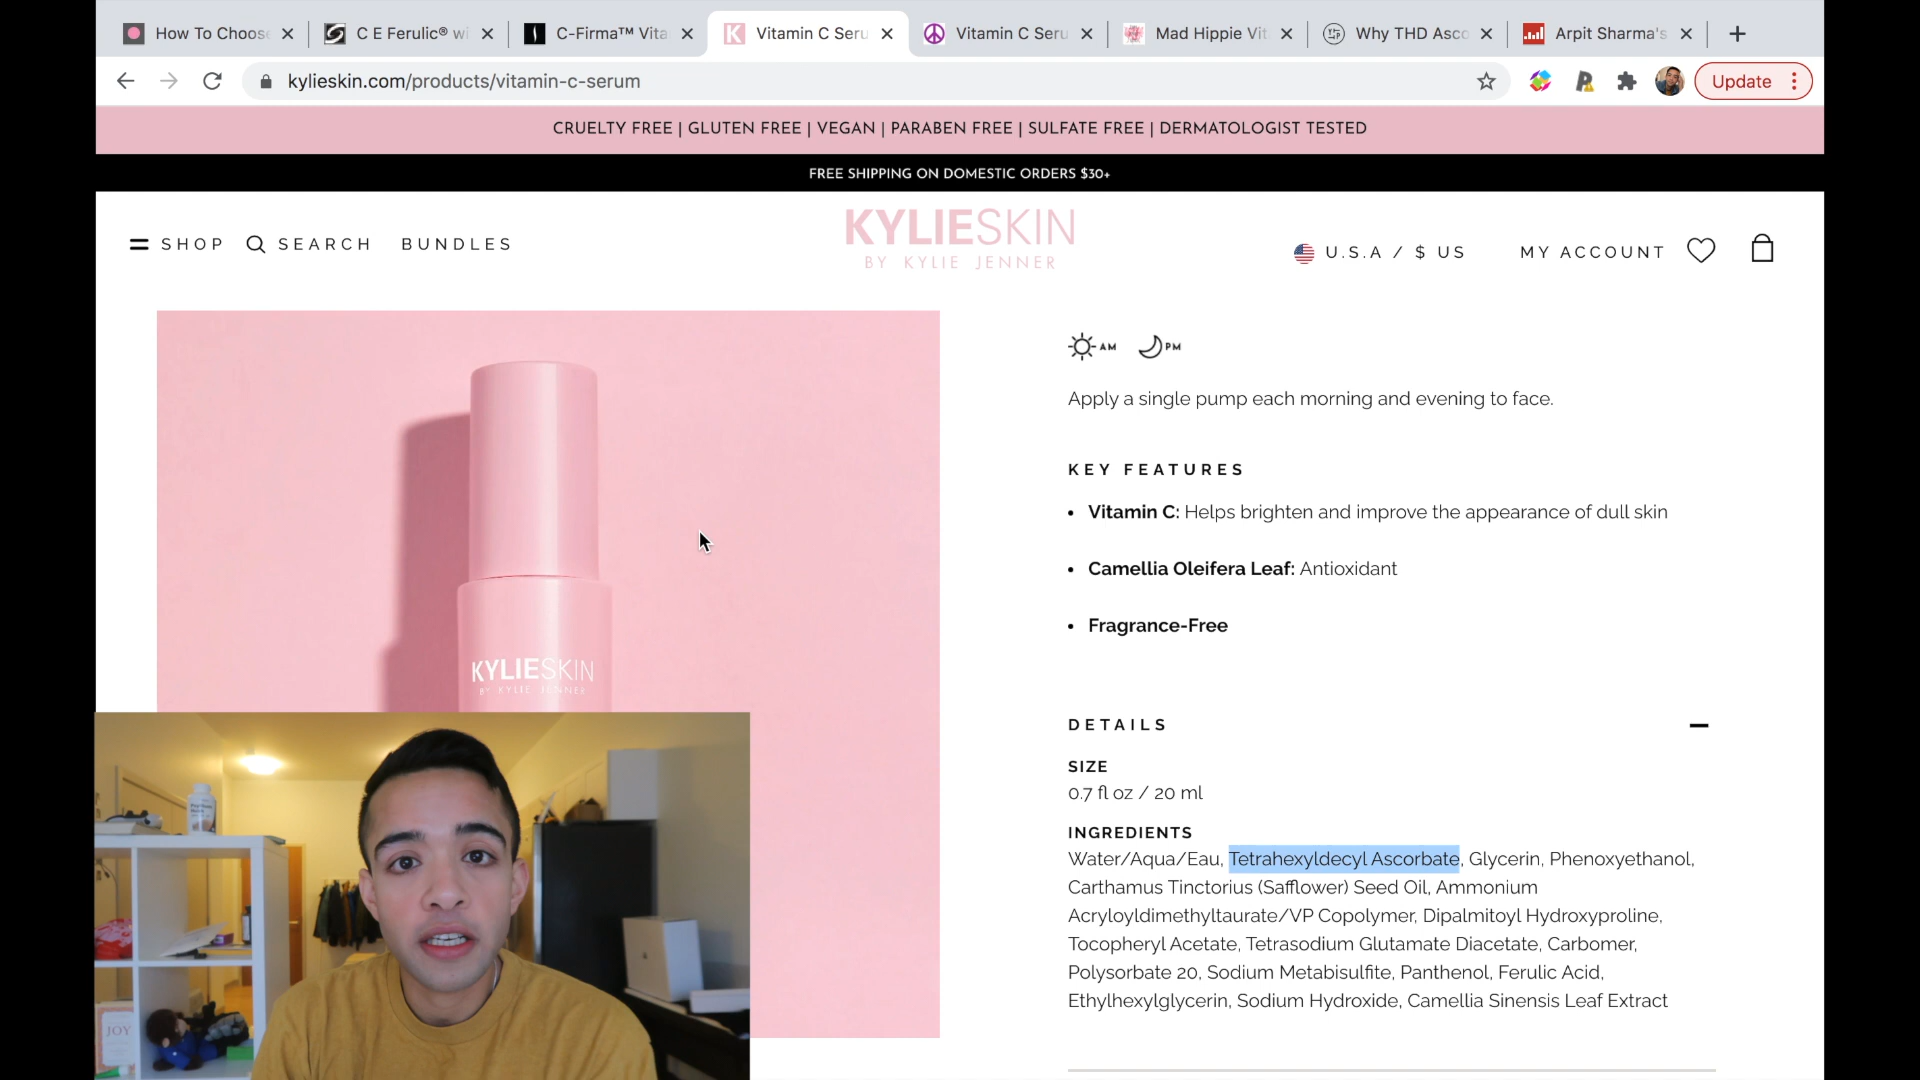 How To Choos
C E Ferulic® wi
C-Firma™ Vita
Vitamin C Seru
Vitamin C Seru
Mad Hippie Vit
Why THD Asco
Arpit Sharma's
kylieskin.com/products/vitamin-c-serum
Update
CRUELTY FREE | GLUTEN FREE | VEGAN | PARABEN FREE | SULFATE FREE | DERMATOLOGIST TESTED
FREE SHIPPING ON DOMESTIC ORDERS $30+
SHOP SEARCH BUNDLES
KYLIESKIN
BY KYLIE JENNER
U.S.A / $ US MY ACCOUNT
AM PM
Apply a single pump each morning and evening to face.
KEY FEATURES
• Vitamin C: Helps brighten and improve the appearance of dull skin
• Camellia Oleifera Leaf: Antioxidant
• Fragrance-Free
KYLIESKIN
BY KYLIE JENNER
DETAILS
SIZE
0.7 fl oz / 20 ml
INGREDIENTS
Water/Aqua/Eau, Tetrahexyldecyl Ascorbate, Glycerin, Phenoxyethanol,
Carthamus Tinctorius (Safflower) Seed Oil, Ammonium
Acryloyldimethyltaurate/VP Copolymer, Dipalmitoyl Hydroxyproline,
Tocopheryl Acetate, Tetrasodium Glutamate Diacetate, Carbomer,
Polysorbate 20, Sodium Metabisulfite, Panthenol, Ferulic Acid,
Ethylhexylglycerin, Sodium Hydroxide, Camellia Sinensis Leaf Extract
JOY